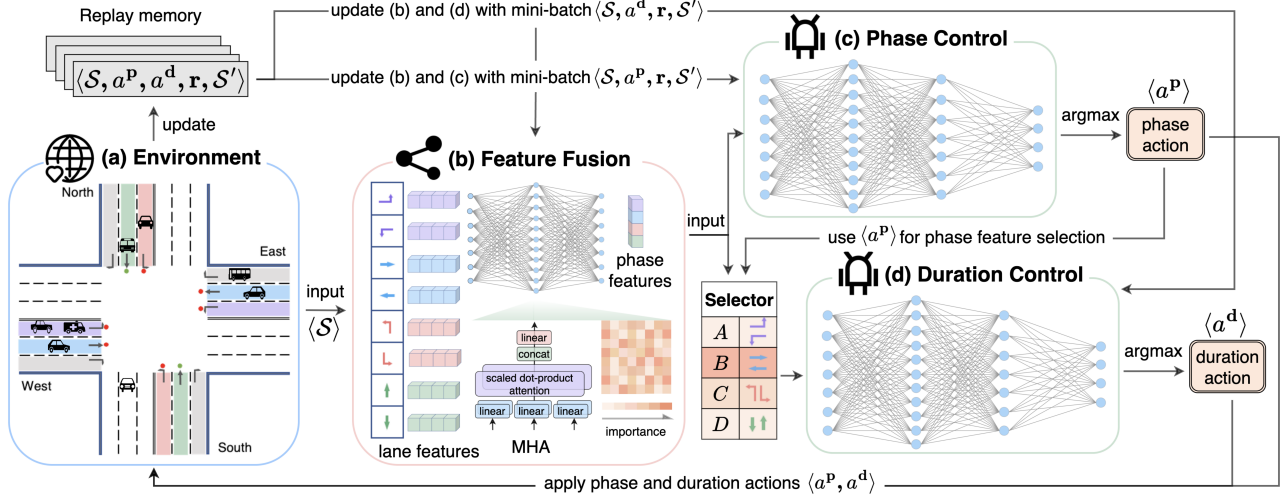 Replay memory
⟨𝒮, a^p, a^d, r, 𝒮′⟩
update (b) and (d) with mini-batch ⟨𝒮, a^d, r, 𝒮′⟩
update (b) and (c) with mini-batch ⟨𝒮, a^p, r, 𝒮′⟩
update
(a) Environment
North
East
West
South
input
⟨𝒮⟩
(b) Feature Fusion
phase
features
linear
concat
scaled dot-product
attention
linear linear linear
MHA
importance
lane features
input
(c) Phase Control
argmax
⟨a^p⟩
phase
action
use ⟨a^p⟩ for phase feature selection
Selector
A
B
C
D
(d) Duration Control
argmax
⟨a^d⟩
duration
action
apply phase and duration actions ⟨a^p, a^d⟩